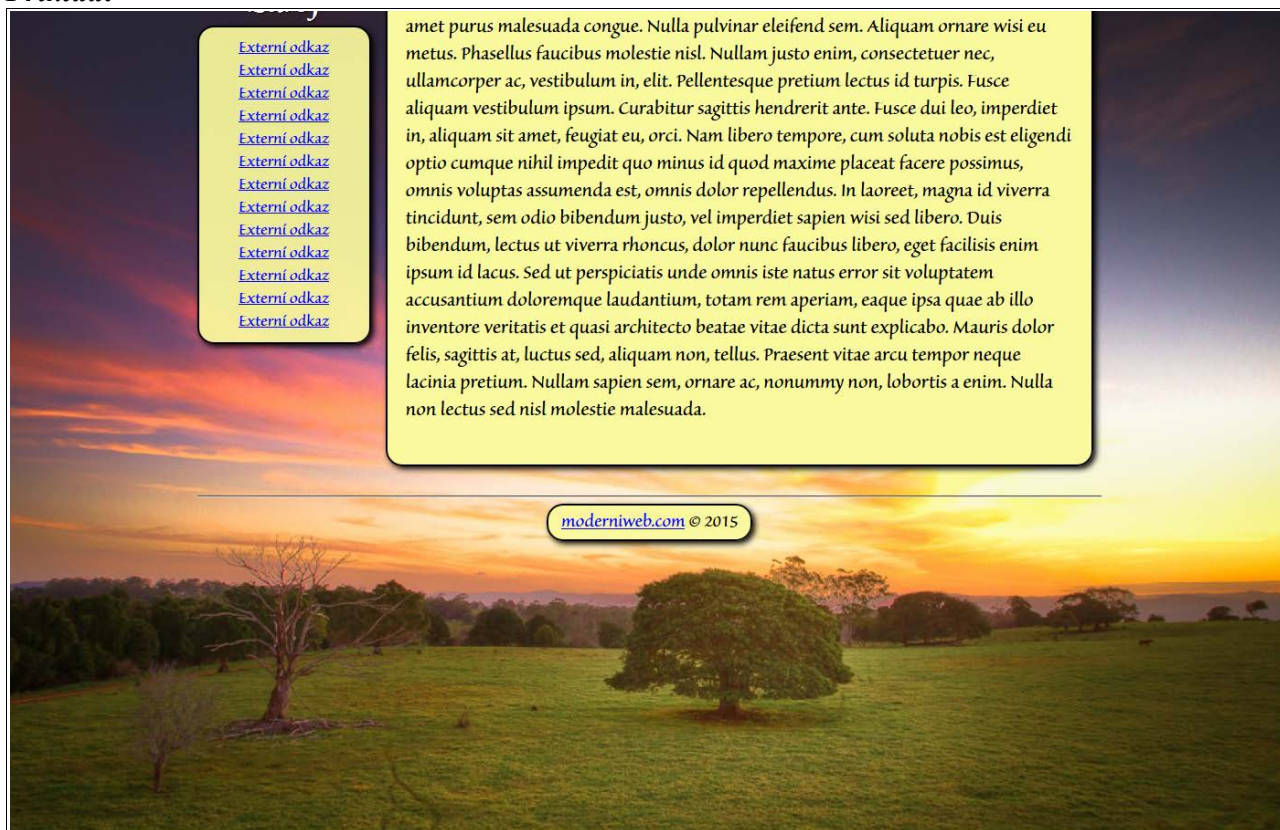 Externí odkaz
Externí odkaz
Externí odkaz
Externí odkaz
Externí odkaz
Externí odkaz
Externí odkaz
Externí odkaz
Externí odkaz
Externí odkaz
Externí odkaz
Externí odkaz
Externí odkaz
amet purus malesuada congue. Nulla pulvinar eleifend sem. Aliquam ornare wisi eu
metus. Phasellus faucibus molestie nisl. Nullam justo enim, consectetuer nec,
ullamcorper ac, vestibulum in, elit. Pellentesque pretium lectus id turpis. Fusce
aliquam vestibulum ipsum. Curabitur sagittis hendrerit ante. Fusce dui leo, imperdiet
in, aliquam sit amet, feugiat eu, orci. Nam libero tempore, cum soluta nobis est eligendi
optio cumque nihil impedit quo minus id quod maxime placeat facere possimus,
omnis voluptas assumenda est, omnis dolor repellendus. In laoreet, magna id viverra
tincidunt, sem odio bibendum justo, vel imperdiet sapien wisi sed libero. Duis
bibendum, lectus ut viverra rhoncus, dolor nunc faucibus libero, eget facilisis enim
ipsum id lacus. Sed ut perspiciatis unde omnis iste natus error sit voluptatem
accusantium doloremque laudantium, totam rem aperiam, eaque ipsa quae ab illo
inventore veritatis et quasi architecto beatae vitae dicta sunt explicabo. Mauris dolor
felis, sagittis at, luctus sed, aliquam non, tellus. Praesent vitae arcu tempor neque
lacinia pretium. Nullam sapien sem, ornare ac, nonummy non, lobortis a enim. Nulla
non lectus sed nisl molestie malesuada.
moderniweb.com © 2015